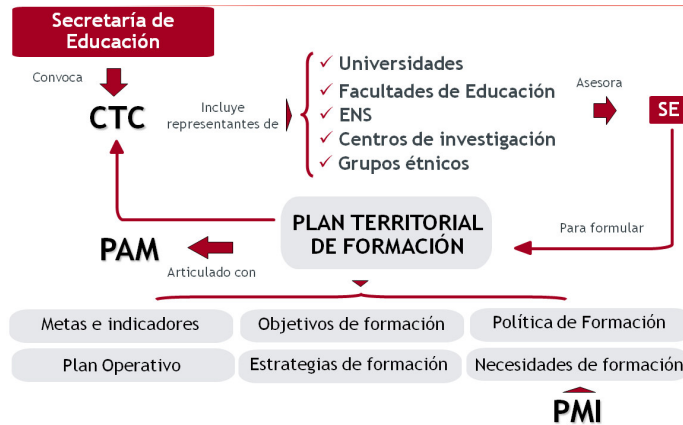 Secretaría de
Educación
Convoca
CTC
Incluye
representantes de
✓ Universidades
✓ Facultades de Educación
✓ ENS
✓ Centros de investigación
✓ Grupos étnicos
Asesora
SE
PLAN TERRITORIAL
DE FORMACIÓN
Para formular
PAM
Articulado con
Metas e indicadores
Objetivos de formación
Política de Formación
Plan Operativo
Estrategias de formación
Necesidades de formación
PMI